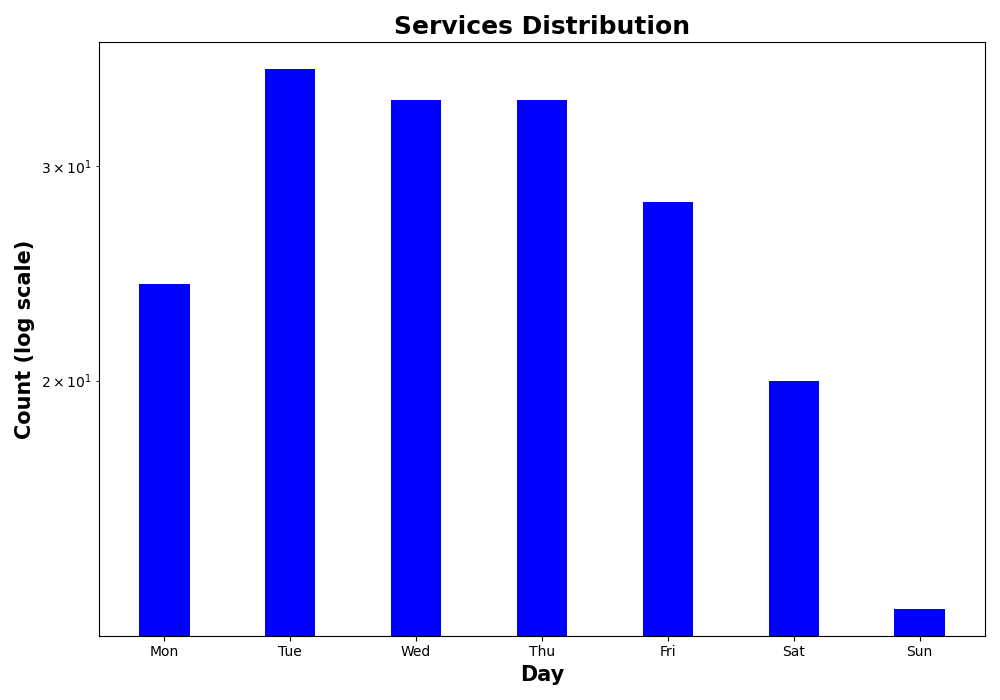 Services Distribution
Count (log scale)
3 × 10¹
2 × 10¹
Mon Tue Wed Thu Fri Sat Sun
Day